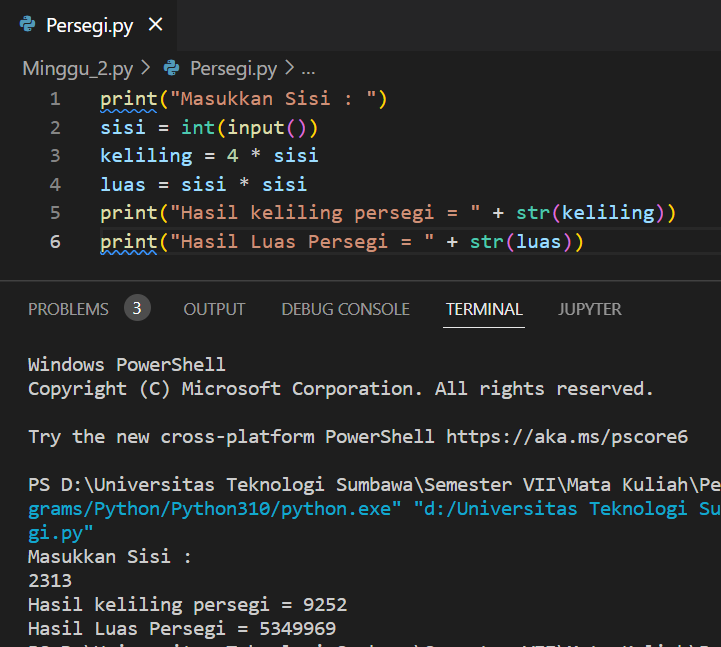 Persegi.py
Minggu_2.py > Persegi.py > ...
1 print("Masukkan Sisi : ")
2 sisi = int(input())
3 keliling = 4 * sisi
4 luas = sisi * sisi
5 print("Hasil keliling persegi = " + str(keliling))
6 print("Hasil Luas Persegi = " + str(luas))
PROBLEMS 3 OUTPUT DEBUG CONSOLE TERMINAL JUPYTER
Windows PowerShell
Copyright (C) Microsoft Corporation. All rights reserved.
Try the new cross-platform PowerShell https://aka.ms/pscore6
PS D:\Universitas Teknologi Sumbawa\Semester VII\Mata Kuliah\Pe
grams/Python/Python310/python.exe" "d:/Universitas Teknologi Su
gi.py"
Masukkan Sisi :
2313
Hasil keliling persegi = 9252
Hasil Luas Persegi = 5349969